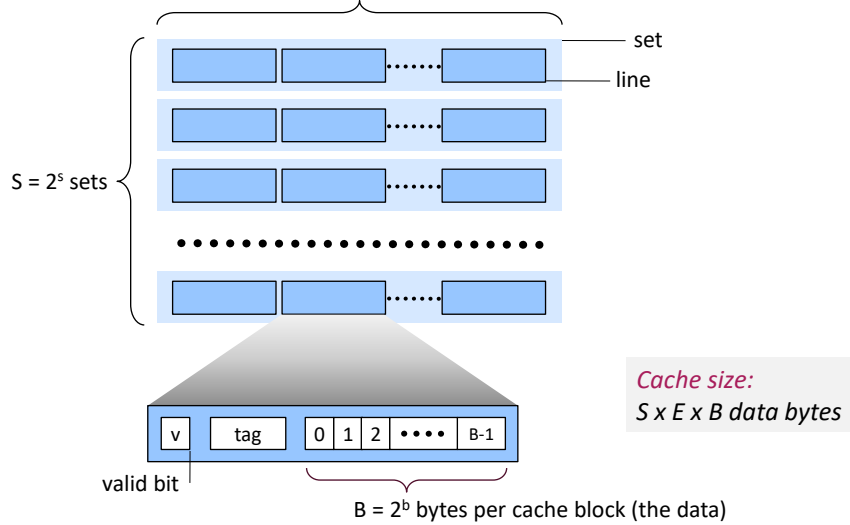 set
line
S = 2ˢ sets
v
tag
0 1 2 •••• B-1
valid bit
B = 2ᵇ bytes per cache block (the data)
Cache size:
S x E x B data bytes